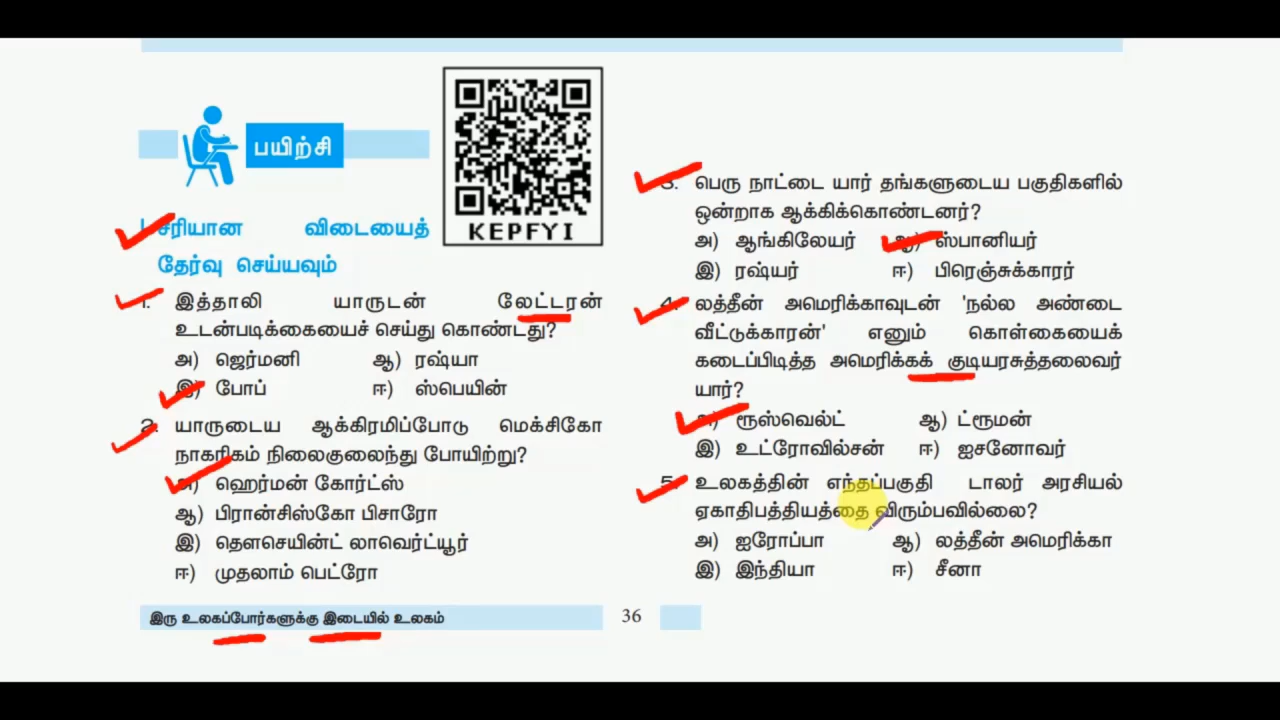 பயிற்சி
KEPFYI
I சரியான விடையைத்
தேர்வு செய்யவும்
1. இத்தாலி யாருடன் லேட்டரன்
உடன்படிக்கையைச் செய்து கொண்டது?
அ) ஜெர்மனி ஆ) ரஷ்யா
இ) போப் ஈ) ஸ்பெயின்
2. யாருடைய ஆக்கிரமிப்போடு மெக்சிகோ
நாகரிகம் நிலைகுலைந்து போயிற்று?
அ) ஹெர்மன் கோர்ட்ஸ்
ஆ) பிரான்சிஸ்கோ பிசாரோ
இ) தௌசெயின்ட் லாவெர்ட்யூர்
ஈ) முதலாம் பெட்ரோ
3. பெரு நாட்டை யார் தங்களுடைய பகுதிகளில்
ஒன்றாக ஆக்கிக்கொண்டனர்?
அ) ஆங்கிலேயர் ஆ) ஸ்பானியர்
இ) ரஷ்யர் ஈ) பிரெஞ்சுக்காரர்
4. லத்தீன் அமெரிக்காவுடன் 'நல்ல அண்டை
வீட்டுக்காரன்' எனும் கொள்கையைக்
கடைப்பிடித்த அமெரிக்கக் குடியரசுத்தலைவர்
யார்?
அ) ரூஸ்வெல்ட் ஆ) ட்ரூமன்
இ) உட்ரோவில்சன் ஈ) ஐசனோவர்
5. உலகத்தின் எந்தப்பகுதி டாலர் அரசியல்
ஏகாதிபத்தியத்தை விரும்பவில்லை?
அ) ஐரோப்பா ஆ) லத்தீன் அமெரிக்கா
இ) இந்தியா ஈ) சீனா
இரு உலகப்போர்களுக்கு இடையில் உலகம் 36